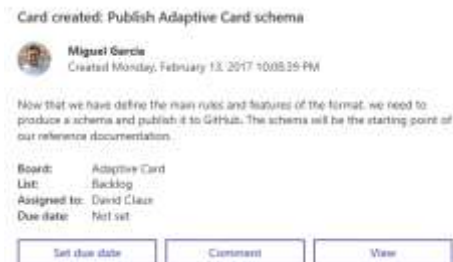 Card created: Publish Adaptive Card schema
Miguel Garcia
Created Monday, February 13, 2017 10:08:39 PM
Now that we have define the main rules and features of the format, we need to
produce a schema and publish it to GitHub. The schema will be the starting point of
our reference documentation.
Board: Adaptive Card
List: Backlog
Assigned to: David Claux
Due date: Not set
Set due date Comment View